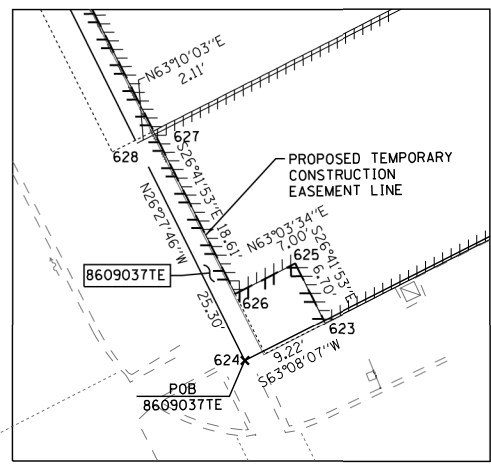 N63°10'03"E
2.11'
627
628
S26°41'53"E 18.61'
PROPOSED TEMPORARY
CONSTRUCTION
EASEMENT LINE
N26°27'46"W
25.30'
N63°03'34"E
7.00'
S26°41'53"E
6.70'
625
8609037TE
626
623
624
9.22'
S63°08'07"W
POB
8609037TE